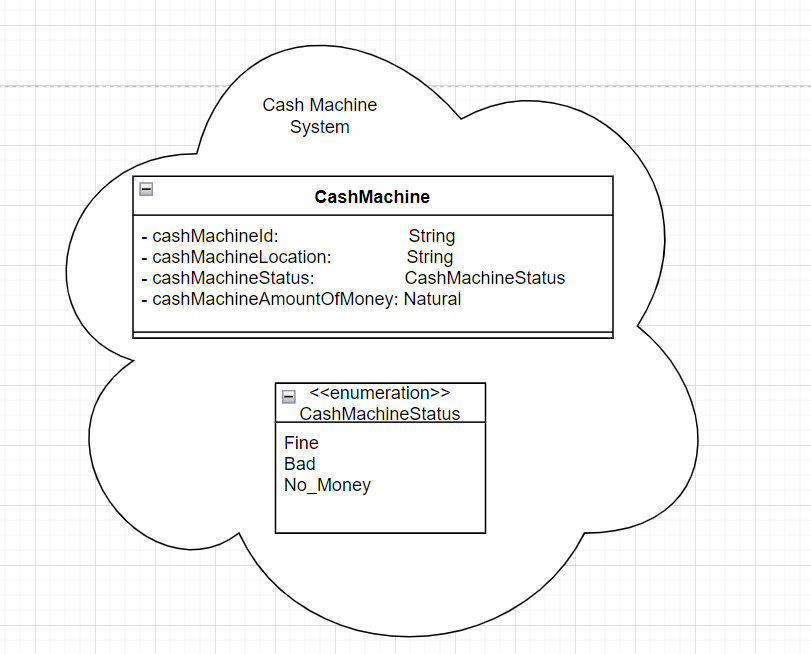 Cash Machine
System
CashMachine
- cashMachineId: String
- cashMachineLocation: String
- cashMachineStatus: CashMachineStatus
- cashMachineAmountOfMoney: Natural
<<enumeration>>
CashMachineStatus
Fine
Bad
No_Money